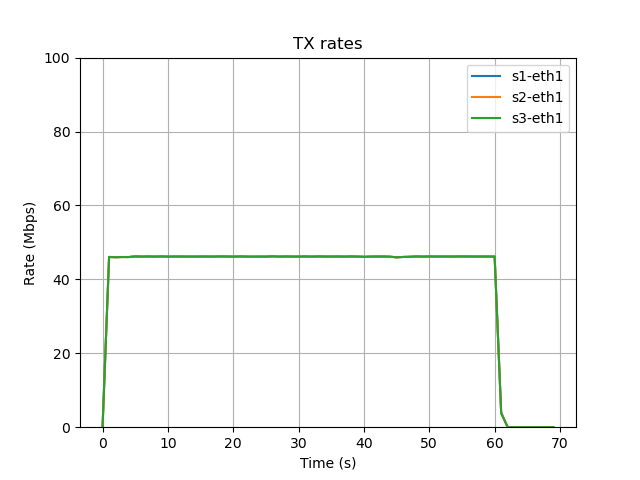 TX rates
s1-eth1
s2-eth1
s3-eth1
Rate (Mbps)
100
80
60
40
20
0
0 10 20 30 40 50 60 70
Time (s)